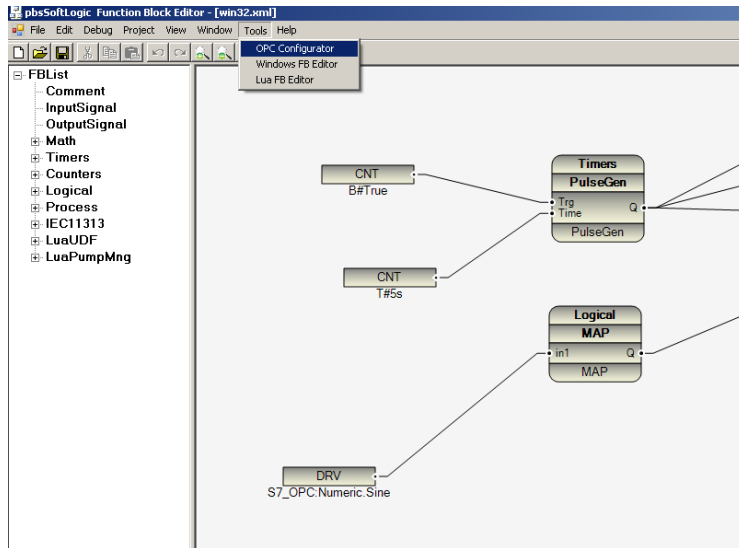 pbsSoftLogic Function Block Editor - [win32.xml]
File Edit Debug Project View Window Tools Help
OPC Configurator
Windows FB Editor
Lua FB Editor
FBList
Comment
InputSignal
OutputSignal
Math
Timers
Counters
Logical
Process
IEC11313
LuaUDF
LuaPumpMng
CNT
B#True
Timers
PulseGen
Trg
Time
Q
PulseGen
CNT
T#5s
Logical
MAP
in1 Q
MAP
DRV
S7_OPC:Numeric.Sine